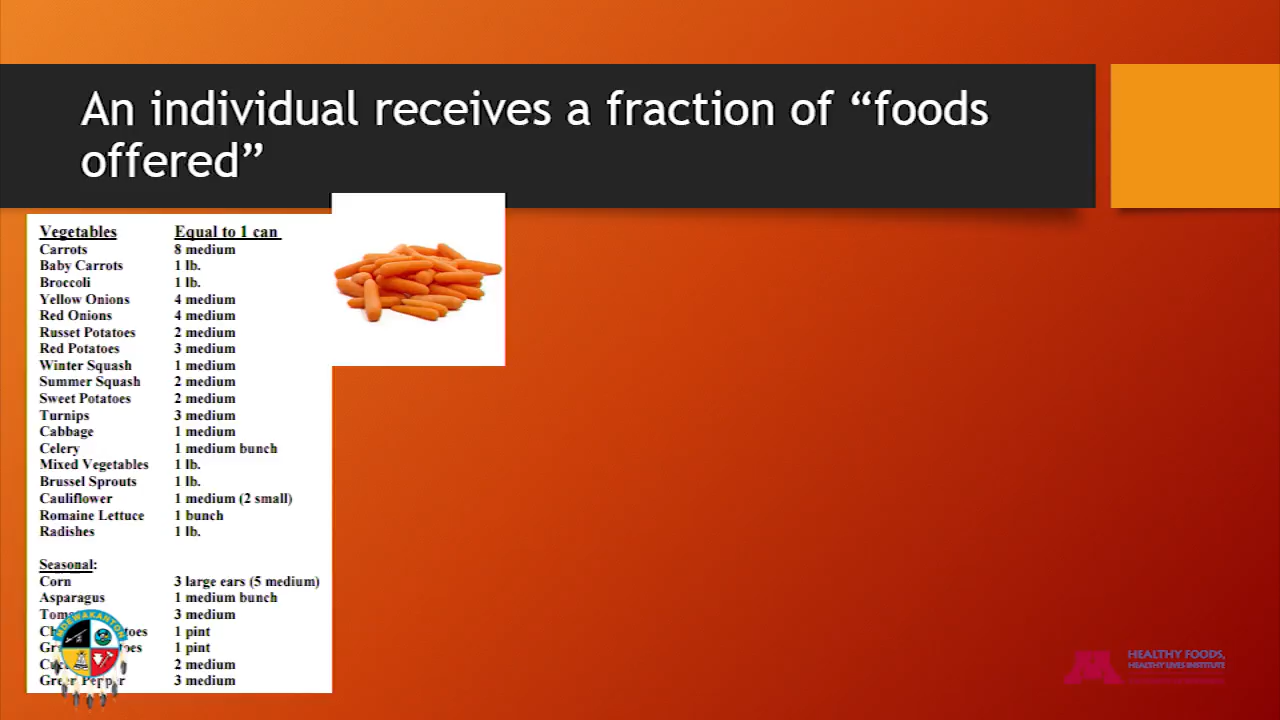 An individual receives a fraction of “foods
offered”
Vegetables Equal to 1 can
Carrots 8 medium
Baby Carrots 1 lb.
Broccoli 1 lb.
Yellow Onions 4 medium
Red Onions 4 medium
Russet Potatoes 2 medium
Red Potatoes 3 medium
Winter Squash 1 medium
Summer Squash 2 medium
Sweet Potatoes 2 medium
Turnips 3 medium
Cabbage 1 medium
Celery 1 medium bunch
Mixed Vegetables 1 lb.
Brussel Sprouts 1 lb.
Cauliflower 1 medium (2 small)
Romaine Lettuce 1 bunch
Radishes 1 lb.
Seasonal:
Corn 3 large ears (5 medium)
Asparagus 1 medium bunch
3 medium
1 pint
1 pint
2 medium
Green Pepper 3 medium
MDEWAKANTON
HEALTHY FOODS,
HEALTHY LIVES INSTITUTE